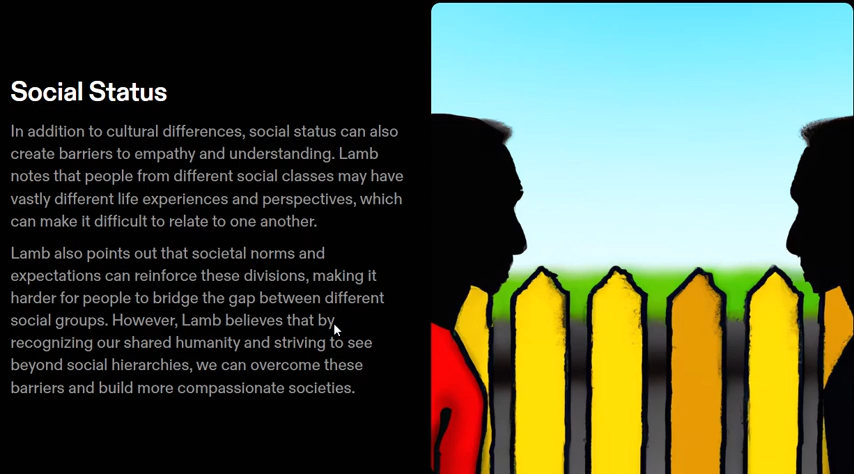 Social Status
In addition to cultural differences, social status can also
create barriers to empathy and understanding. Lamb
notes that people from different social classes may have
vastly different life experiences and perspectives, which
can make it difficult to relate to one another.
Lamb also points out that societal norms and
expectations can reinforce these divisions, making it
harder for people to bridge the gap between different
social groups. However, Lamb believes that by
recognizing our shared humanity and striving to see
beyond social hierarchies, we can overcome these
barriers and build more compassionate societies.